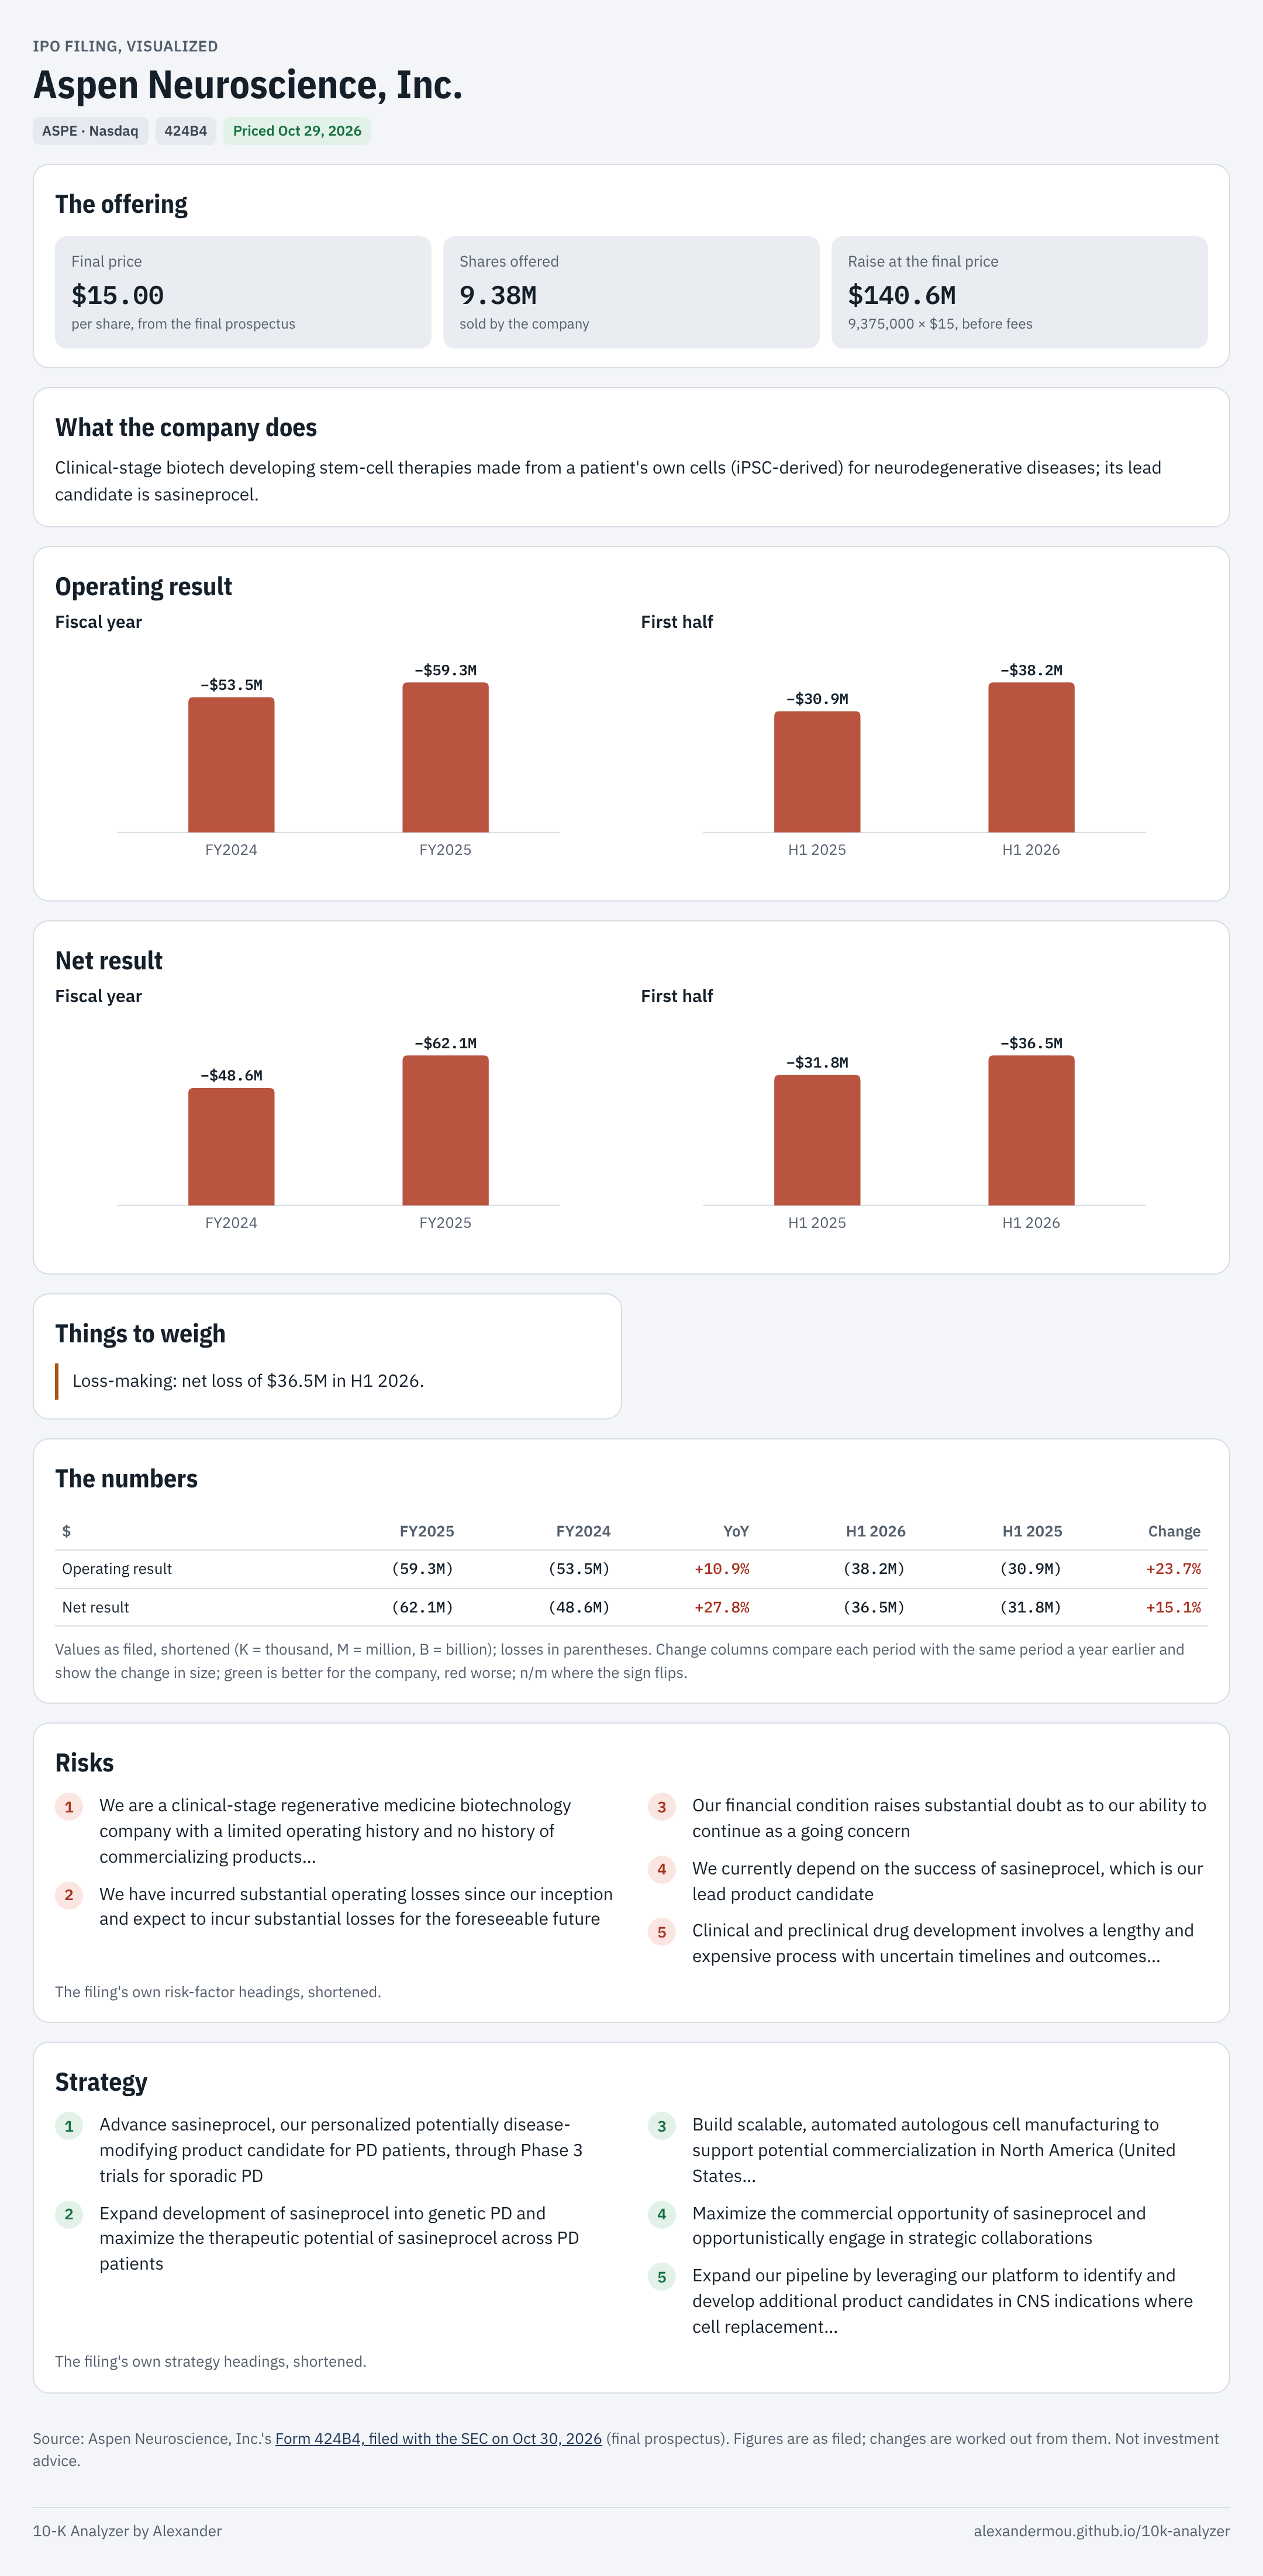 IPO FILING, VISUALIZED
Aspen Neuroscience, Inc.
ASPE · Nasdaq
424B4
Priced Oct 29, 2026
The offering
Final price
$15.00
per share, from the final prospectus
Shares offered
9.38M
sold by the company
Raise at the final price
$140.6M
9,375,000 × $15, before fees
What the company does
Clinical-stage biotech developing stem-cell therapies made from a patient's own cells (iPSC-derived) for neurodegenerative diseases; its lead
candidate is sasineprocel.
Operating result
Fiscal year
−$53.5M
−$59.3M
FY2024
FY2025
First half
−$30.9M
−$38.2M
H1 2025
H1 2026
Net result
Fiscal year
−$48.6M
−$62.1M
FY2024
FY2025
First half
−$31.8M
−$36.5M
H1 2025
H1 2026
Things to weigh
Loss-making: net loss of $36.5M in H1 2026.
The numbers
$ FY2025 FY2024 YoY H1 2026 H1 2025 Change
Operating result (59.3M) (53.5M) +10.9% (38.2M) (30.9M) +23.7%
Net result (62.1M) (48.6M) +27.8% (36.5M) (31.8M) +15.1%
Values as filed, shortened (K = thousand, M = million, B = billion); losses in parentheses. Change columns compare each period with the same period a year earlier and
show the change in size; green is better for the company, red worse; n/m where the sign flips.
Risks
1 We are a clinical-stage regenerative medicine biotechnology
company with a limited operating history and no history of
commercializing products…
2 We have incurred substantial operating losses since our inception
and expect to incur substantial losses for the foreseeable future
3 Our financial condition raises substantial doubt as to our ability to
continue as a going concern
4 We currently depend on the success of sasineprocel, which is our
lead product candidate
5 Clinical and preclinical drug development involves a lengthy and
expensive process with uncertain timelines and outcomes…
The filing's own risk-factor headings, shortened.
Strategy
1 Advance sasineprocel, our personalized potentially disease-
modifying product candidate for PD patients, through Phase 3
trials for sporadic PD
2 Expand development of sasineprocel into genetic PD and
maximize the therapeutic potential of sasineprocel across PD
patients
3 Build scalable, automated autologous cell manufacturing to
support potential commercialization in North America (United
States…
4 Maximize the commercial opportunity of sasineprocel and
opportunistically engage in strategic collaborations
5 Expand our pipeline by leveraging our platform to identify and
develop additional product candidates in CNS indications where
cell replacement…
The filing's own strategy headings, shortened.
Source: Aspen Neuroscience, Inc.'s Form 424B4, filed with the SEC on Oct 30, 2026 (final prospectus). Figures are as filed; changes are worked out from them. Not investment
advice.
10-K Analyzer by Alexander
alexandermou.github.io/10k-analyzer